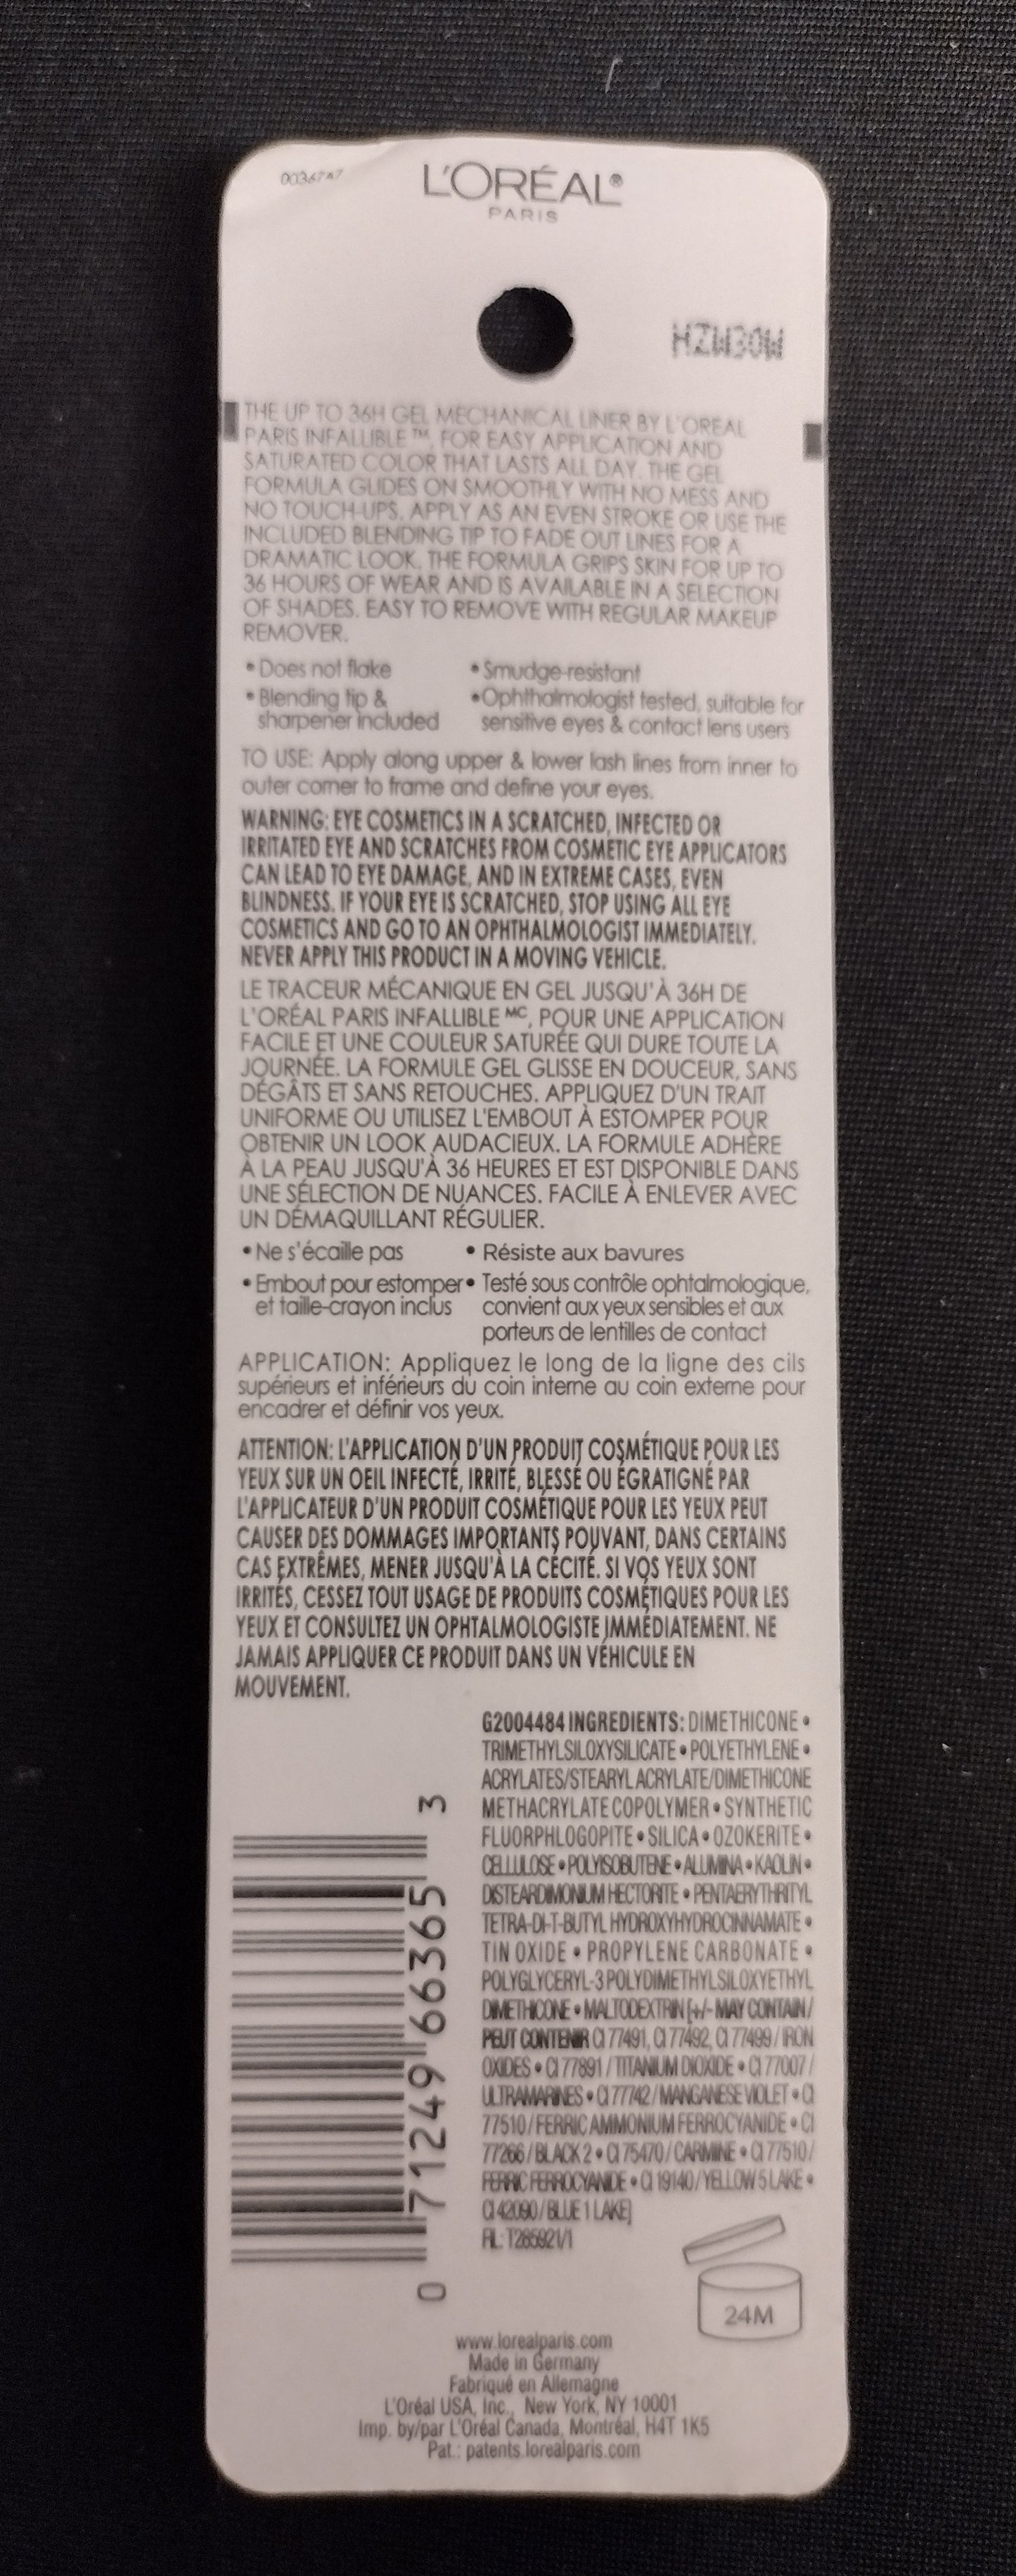 L'ORÉAL®
PARIS
HZW30W
THE UP TO 36H GEL MECHANICAL LINER BY L'OREAL
PARIS INFALLIBLE™, FOR EASY APPLICATION AND
SATURATED COLOR THAT LASTS ALL DAY. THE GEL
FORMULA GLIDES ON SMOOTHLY WITH NO MESS AND
NO TOUCH-UPS. APPLY AS AN EVEN STROKE OR USE THE
INCLUDED BLENDING TIP TO FADE OUT LINES FOR A
DRAMATIC LOOK. THE FORMULA GRIPS SKIN FOR UP TO
36 HOURS OF WEAR AND IS AVAILABLE IN A SELECTION
OF SHADES. EASY TO REMOVE WITH REGULAR MAKEUP
REMOVER.
• Does not flake
• Blending tip &
sharpener included
• Smudge-resistant
• Ophthalmologist tested, suitable for
sensitive eyes & contact lens users
TO USE: Apply along upper & lower lash lines from inner to
outer corner to frame and define your eyes.
WARNING: EYE COSMETICS IN A SCRATCHED, INFECTED OR
IRRITATED EYE AND SCRATCHES FROM COSMETIC EYE APPLICATORS
CAN LEAD TO EYE DAMAGE, AND IN EXTREME CASES, EVEN
BLINDNESS. IF YOUR EYE IS SCRATCHED, STOP USING ALL EYE
COSMETICS AND GO TO AN OPHTHALMOLOGIST IMMEDIATELY.
NEVER APPLY THIS PRODUCT IN A MOVING VEHICLE.
LE TRACEUR MÉCANIQUE EN GEL JUSQU'À 36H DE
L'ORÉAL PARIS INFALLIBLE MC, POUR UNE APPLICATION
FACILE ET UNE COULEUR SATURÉE QUI DURE TOUTE LA
JOURNÉE. LA FORMULE GEL GLISSE EN DOUCEUR, SANS
DÉGÂTS ET SANS RETOUCHES. APPLIQUEZ D'UN TRAIT
UNIFORME OU UTILISEZ L'EMBOUT À ESTOMPER POUR
OBTENIR UN LOOK AUDACIEUX. LA FORMULE ADHÈRE
À LA PEAU JUSQU'À 36 HEURES ET EST DISPONIBLE DANS
UNE SÉLECTION DE NUANCES. FACILE À ENLEVER AVEC
UN DÉMAQUILLANT RÉGULIER.
• Ne s'écaille pas
• Embout pour estomper
et taille-crayon inclus
• Résiste aux bavures
• Testé sous contrôle ophtalmologique,
convient aux yeux sensibles et aux
porteurs de lentilles de contact
APPLICATION: Appliquez le long de la ligne des cils
supérieurs et inférieurs du coin interne au coin externe pour
encadrer et définir vos yeux.
ATTENTION: L'APPLICATION D'UN PRODUIT COSMÉTIQUE POUR LES
YEUX SUR UN OEIL INFECTÉ, IRRITÉ, BLESSÉ OU ÉGRATIGNÉ PAR
L'APPLICATEUR D'UN PRODUIT COSMÉTIQUE POUR LES YEUX PEUT
CAUSER DES DOMMAGES IMPORTANTS POUVANT, DANS CERTAINS
CAS EXTRÊMES, MENER JUSQU'À LA CÉCITÉ. SI VOS YEUX SONT
IRRITÉS, CESSEZ TOUT USAGE DE PRODUITS COSMÉTIQUES POUR LES
YEUX ET CONSULTEZ UN OPHTALMOLOGISTE IMMÉDIATEMENT. NE
JAMAIS APPLIQUER CE PRODUIT DANS UN VÉHICULE EN
MOUVEMENT.
G2004484 INGREDIENTS: DIMETHICONE •
TRIMETHYLSILOXYSILICATE • POLYETHYLENE •
ACRYLATES/STEARYL ACRYLATE/DIMETHICONE
METHACRYLATE COPOLYMER • SYNTHETIC
FLUORPHLOGOPITE • SILICA • OZOKERITE •
CELLULOSE • POLYISOBUTENE • ALUMINA • KAOLIN •
DISTEARDIMONIUM HECTORITE • PENTAERYTHRITYL
TETRA-DI-T-BUTYL HYDROXYHYDROCINNAMATE •
TIN OXIDE • PROPYLENE CARBONATE •
POLYGLYCERYL-3 POLYDIMETHYLSILOXYETHYL
DIMETHICONE • MALTODEXTRIN [+/- MAY CONTAIN/
PEUT CONTENIR CI 77491, CI 77492, CI 77499 / IRON
OXIDES • CI 77891 / TITANIUM DIOXIDE • CI 77007 /
ULTRAMARINES • CI 77742 / MANGANESE VIOLET • CI
77510 / FERRIC AMMONIUM FERROCYANIDE • CI
77266 / BLACK 2 • CI 75470 / CARMINE • CI 77510 /
FERRIC FERROCYANIDE • CI 19140 / YELLOW 5 LAKE •
CI 42090 / BLUE 1 LAKE]
FIL: T265921/1
0 71249 66365 3
24M
www.lorealparis.com
Made in Germany
Fabriqué en Allemagne
L'Oréal USA, Inc., New York, NY 10001
Imp. by/par L'Oréal Canada, Montréal, H4T 1K5
Pat.: patents.lorealparis.com